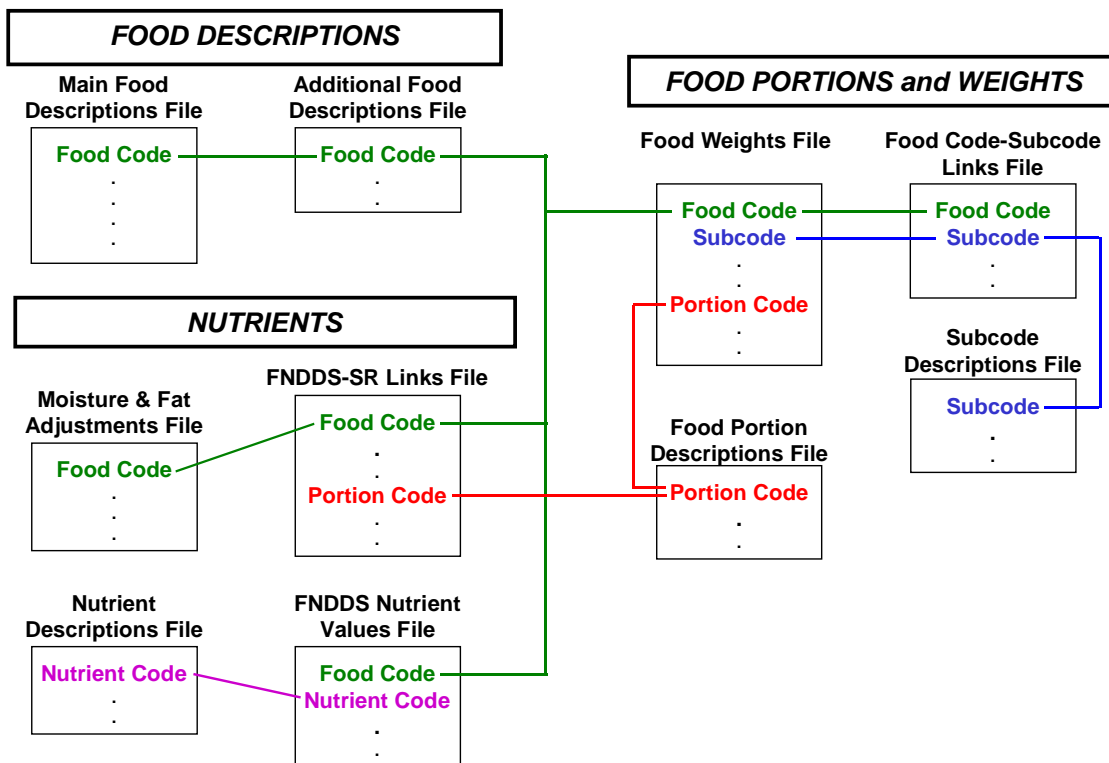 FOOD DESCRIPTIONS
Main Food
Descriptions File
Food Code
.
.
.
.
Additional Food
Descriptions File
Food Code
.
.
NUTRIENTS
Moisture & Fat
Adjustments File
Food Code
.
.
.
FNDDS-SR Links File
Food Code
.
.
Portion Code
.
.
Nutrient
Descriptions File
Nutrient Code
.
.
FNDDS Nutrient
Values File
Food Code
Nutrient Code
.
.
FOOD PORTIONS and WEIGHTS
Food Weights File
Food Code
Subcode
.
.
Portion Code
.
.
Food Code-Subcode
Links File
Food Code
Subcode
.
.
Subcode
Descriptions File
Subcode
.
.
Food Portion
Descriptions File
Portion Code
.
.